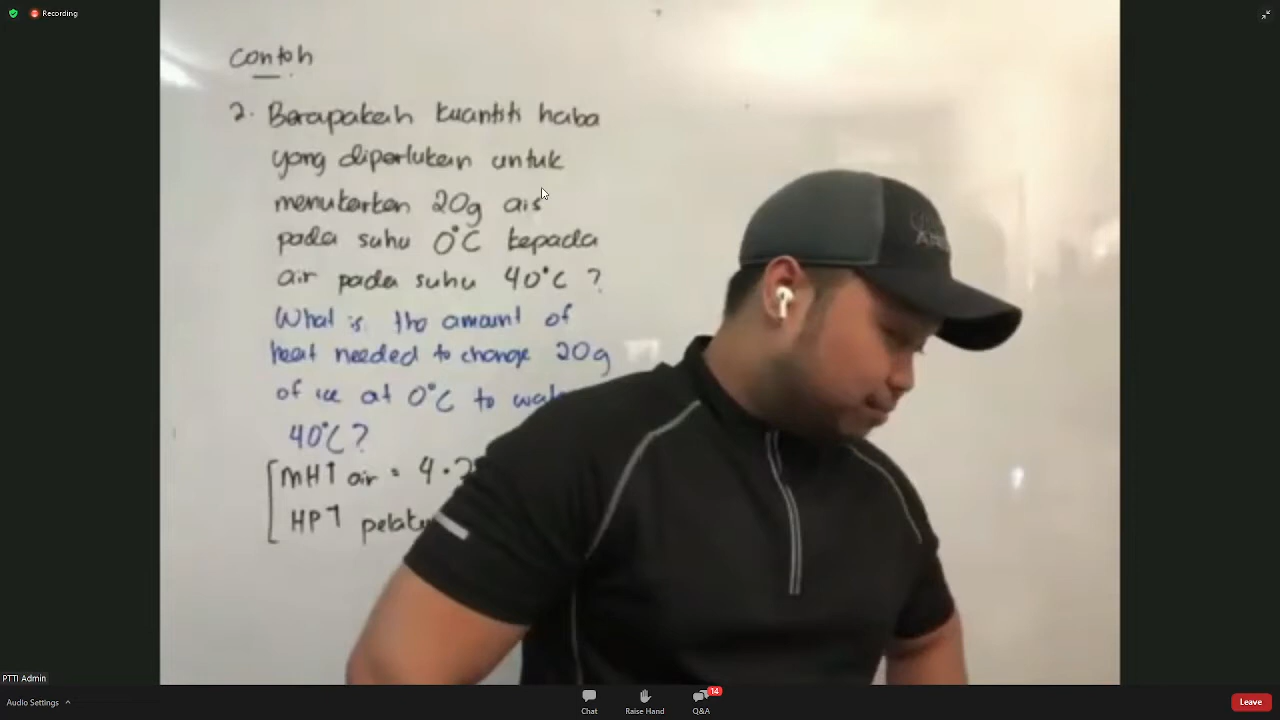 Recording
Contoh
2. Berapakah kuantiti haba
yang diperlukan untuk
menukarkan 20g ais
pada suhu 0°C kepada
air pada suhu 40°C ?
What is the amount of
heat needed to change 20g
of ice at 0°C to
40°C?
air = 4.2
PTTI Admin
Audio Settings
Chat
Raise Hand
Q&A
14
Leave